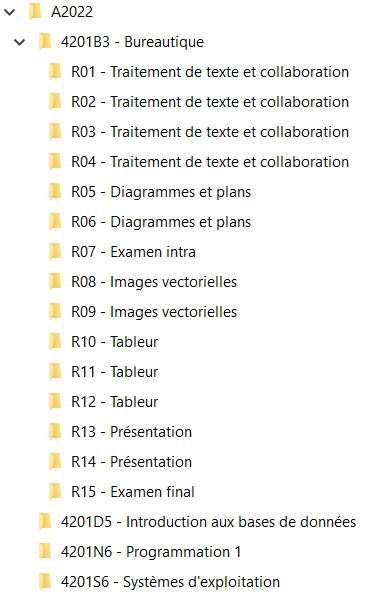 A2022
4201B3 - Bureautique
R01 - Traitement de texte et collaboration
R02 - Traitement de texte et collaboration
R03 - Traitement de texte et collaboration
R04 - Traitement de texte et collaboration
R05 - Diagrammes et plans
R06 - Diagrammes et plans
R07 - Examen intra
R08 - Images vectorielles
R09 - Images vectorielles
R10 - Tableur
R11 - Tableur
R12 - Tableur
R13 - Présentation
R14 - Présentation
R15 - Examen final
4201D5 - Introduction aux bases de données
4201N6 - Programmation 1
4201S6 - Systèmes d'exploitation